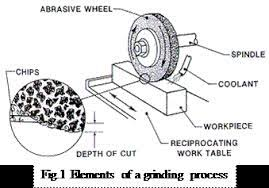 ABRASIVE WHEEL
SPINDLE
CHIPS
COOLANT
WORKPIECE
DEPTH OF CUT
RECIPROCATING
WORK TABLE
Fig.1 Elements of a grinding process